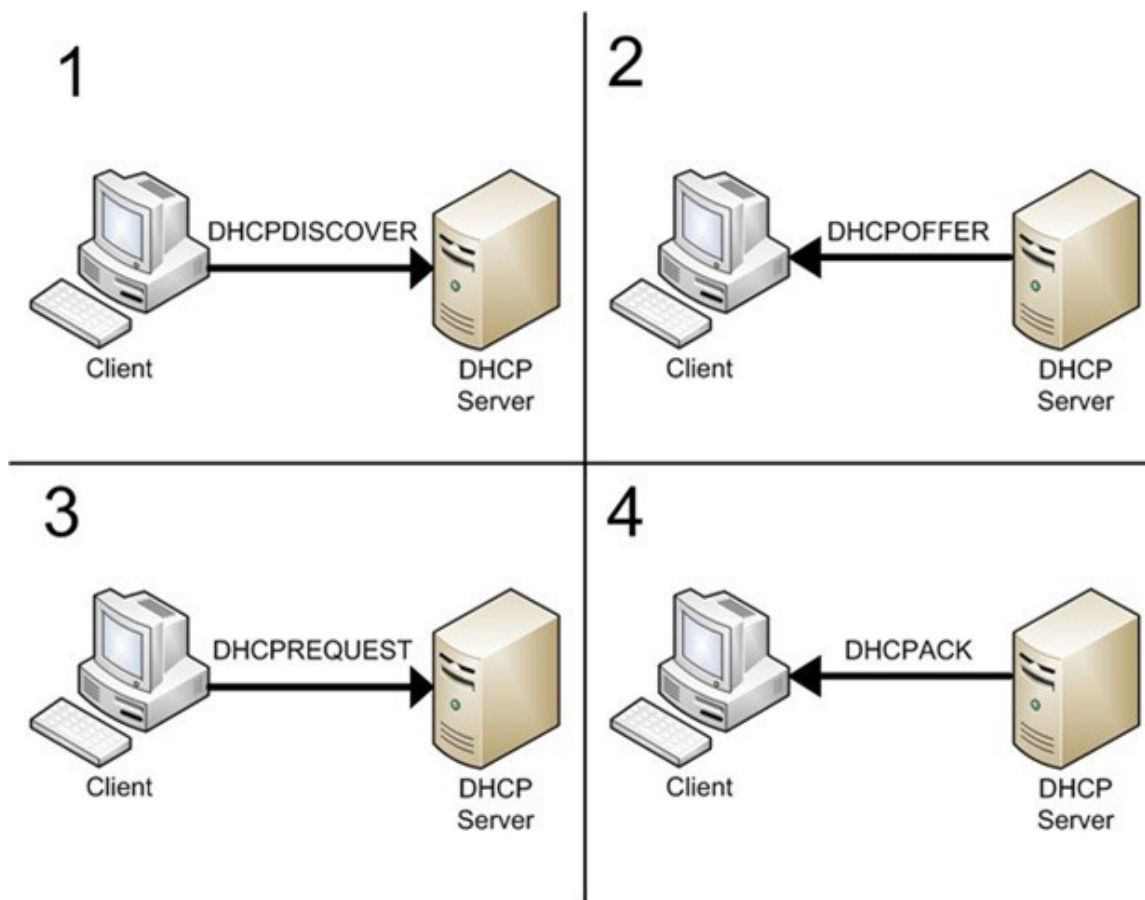 1
DHCPDISCOVER
Client
DHCP
Server
2
DHCPOFFER
Client
DHCP
Server
3
DHCPREQUEST
Client
DHCP
Server
4
DHCPACK
Client
DHCP
Server